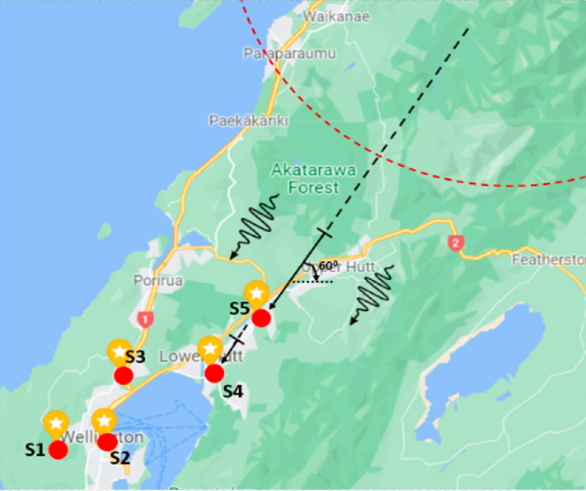 Waikanae
Paraparaumu
Paekākāriki
Akatarawa
Forest
2
60°
Upper Hutt
Featherston
Porirua
S5
1
S3
Lower Hutt
S4
Wellington
S1
S2